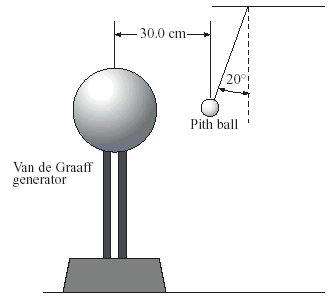 30.0 cm
20°
Pith ball
Van de Graaff
generator